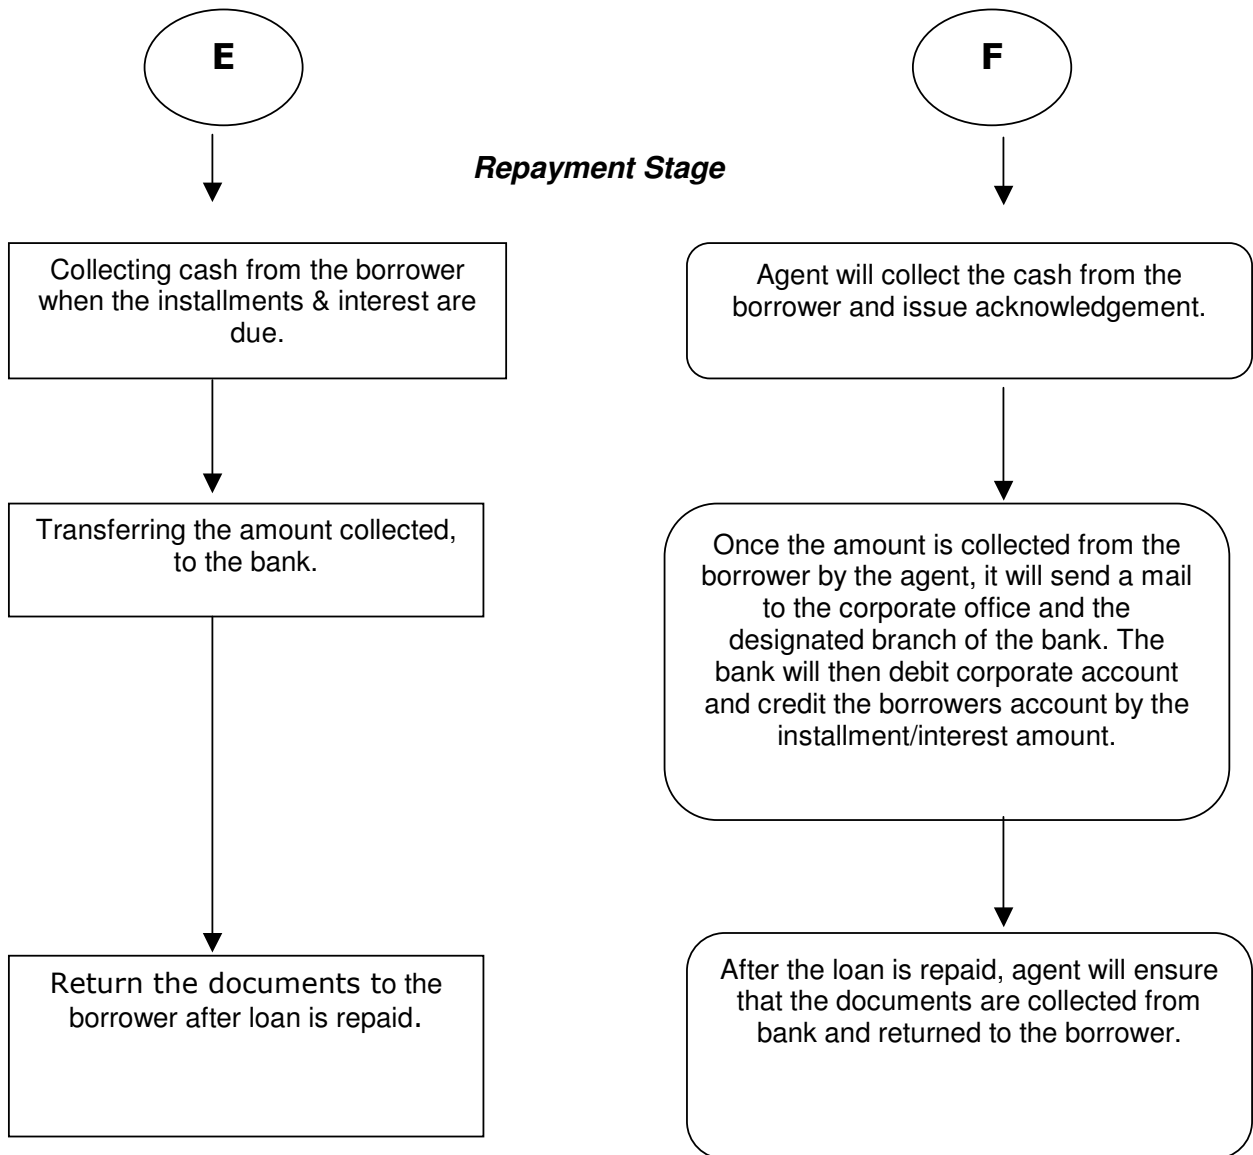 E
F
Repayment Stage
Collecting cash from the borrower
when the installments & interest are
due.
Agent will collect the cash from the
borrower and issue acknowledgement.
Transferring the amount collected,
to the bank.
Once the amount is collected from the
borrower by the agent, it will send a mail
to the corporate office and the
designated branch of the bank. The
bank will then debit corporate account
and credit the borrowers account by the
installment/interest amount.
Return the documents to the
borrower after loan is repaid.
After the loan is repaid, agent will ensure
that the documents are collected from
bank and returned to the borrower.